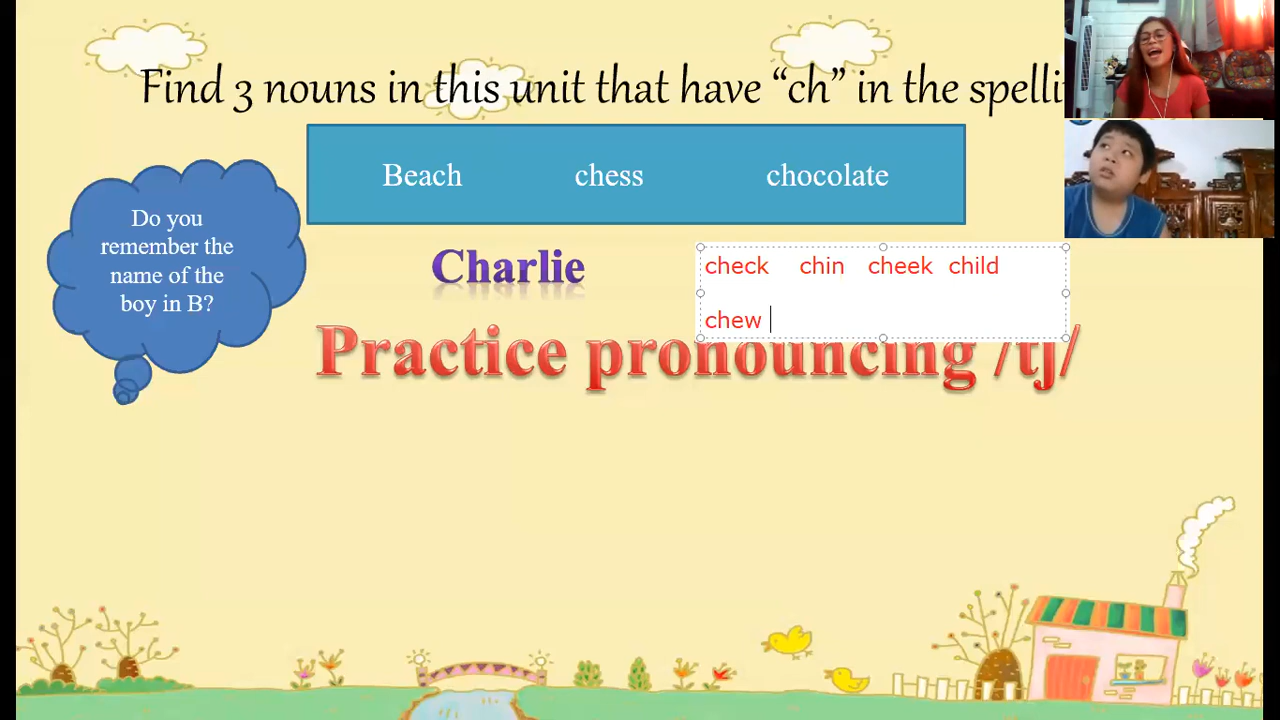 Find 3 nouns in this unit that have “ch” in the
Beach chess chocolate
Do you
remember the
name of the
boy in B?
Charlie
check chin cheek child
chew
Practice pronouncing /tʃ/